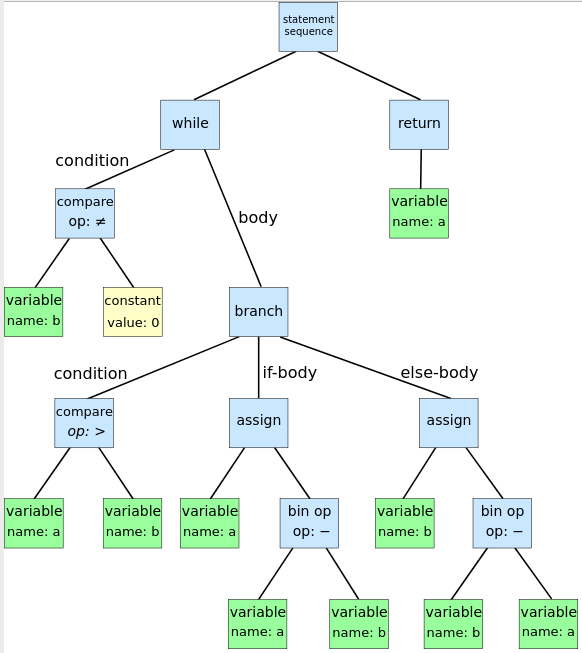 statement
sequence
while
return
condition
compare
op: ≠
variable
name: a
body
variable
name: b
constant
value: 0
branch
condition
if-body
else-body
compare
op: >
assign
assign
variable
name: a
variable
name: b
variable
name: a
bin op
op: −
variable
name: b
bin op
op: −
variable
name: a
variable
name: b
variable
name: b
variable
name: a